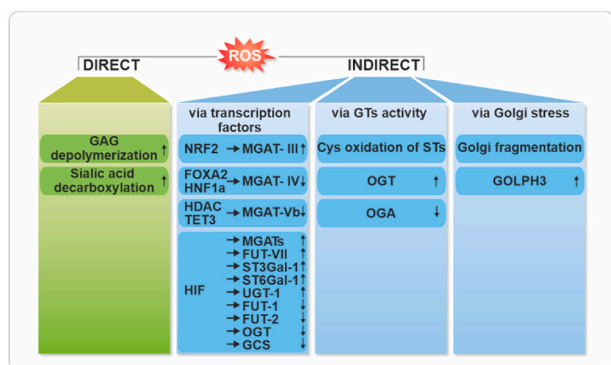 ROS
DIRECT
INDIRECT
GAG
depolymerization ↑
Sialic acid
decarboxylation ↑
via transcription
factors
NRF2 → MGAT- III ↑
FOXA2
HNF1a
→ MGAT- IV ↓
HDAC
TET3
→ MGAT-Vb ↓
HIF
→ MGATs ↑
→ FUT-VII ↑
→ ST3Gal-1 ↑
→ ST6Gal-1 ↑
→ UGT-1 ↑
→ FUT-1 ↓
→ FUT-2 ↓
→ OGT ↓
→ GCS ↓
via GTs activity
Cys oxidation of STs
OGT ↑
OGA ↓
via Golgi stress
Golgi fragmentation
GOLPH3 ↑